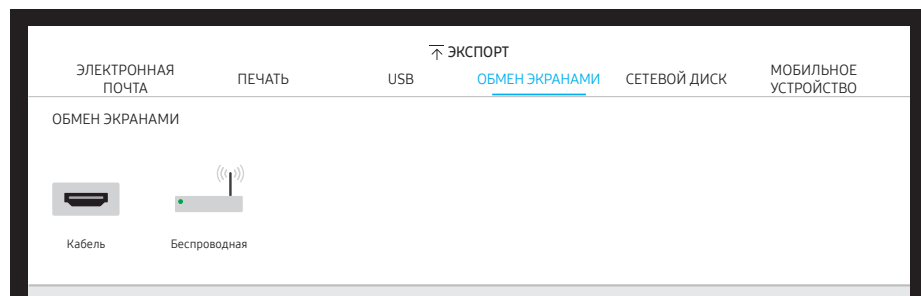 ЭКСПОРТ
ЭЛЕКТРОННАЯ
ПОЧТА
ПЕЧАТЬ
USB
ОБМЕН ЭКРАНАМИ
СЕТЕВОЙ ДИСК
МОБИЛЬНОЕ
УСТРОЙСТВО
ОБМЕН ЭКРАНАМИ
Кабель
Беспроводная